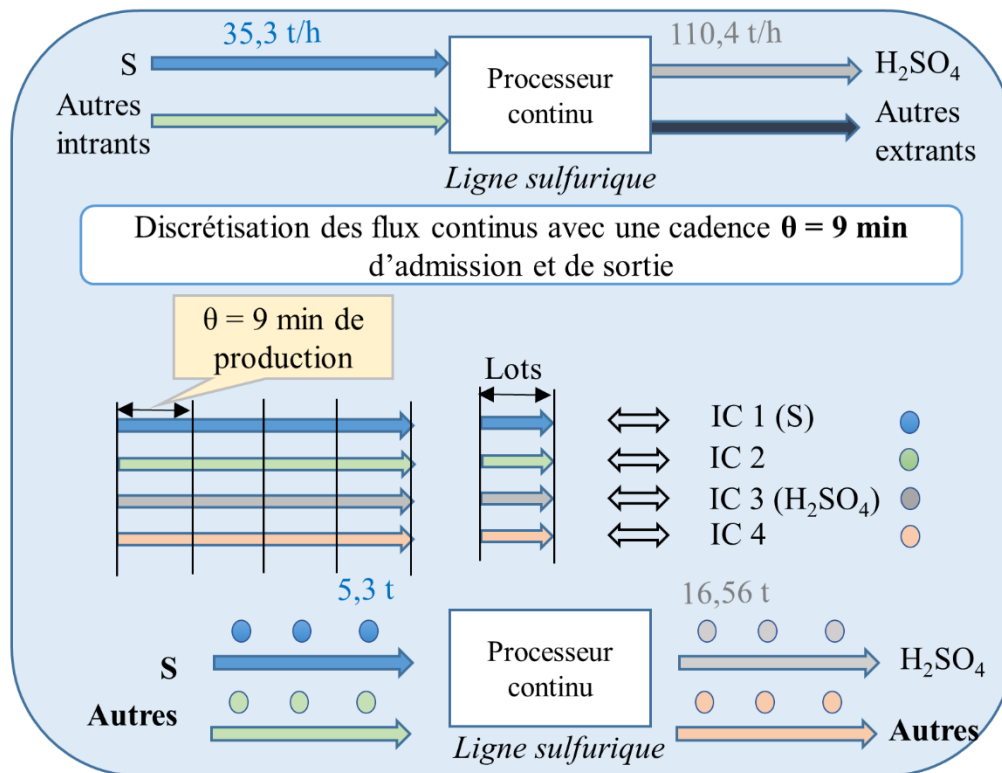 35,3 t/h
110,4 t/h
S
Processeur
continu
H₂SO₄
Autres
intrants
Autres
extrants
Ligne sulfurique
Discrétisation des flux continus avec une cadence θ = 9 min
d’admission et de sortie
θ = 9 min de
production
Lots
IC 1 (S)
IC 2
IC 3 (H₂SO₄)
IC 4
5,3 t
16,56 t
S
Processeur
continu
H₂SO₄
Autres
Autres
Ligne sulfurique